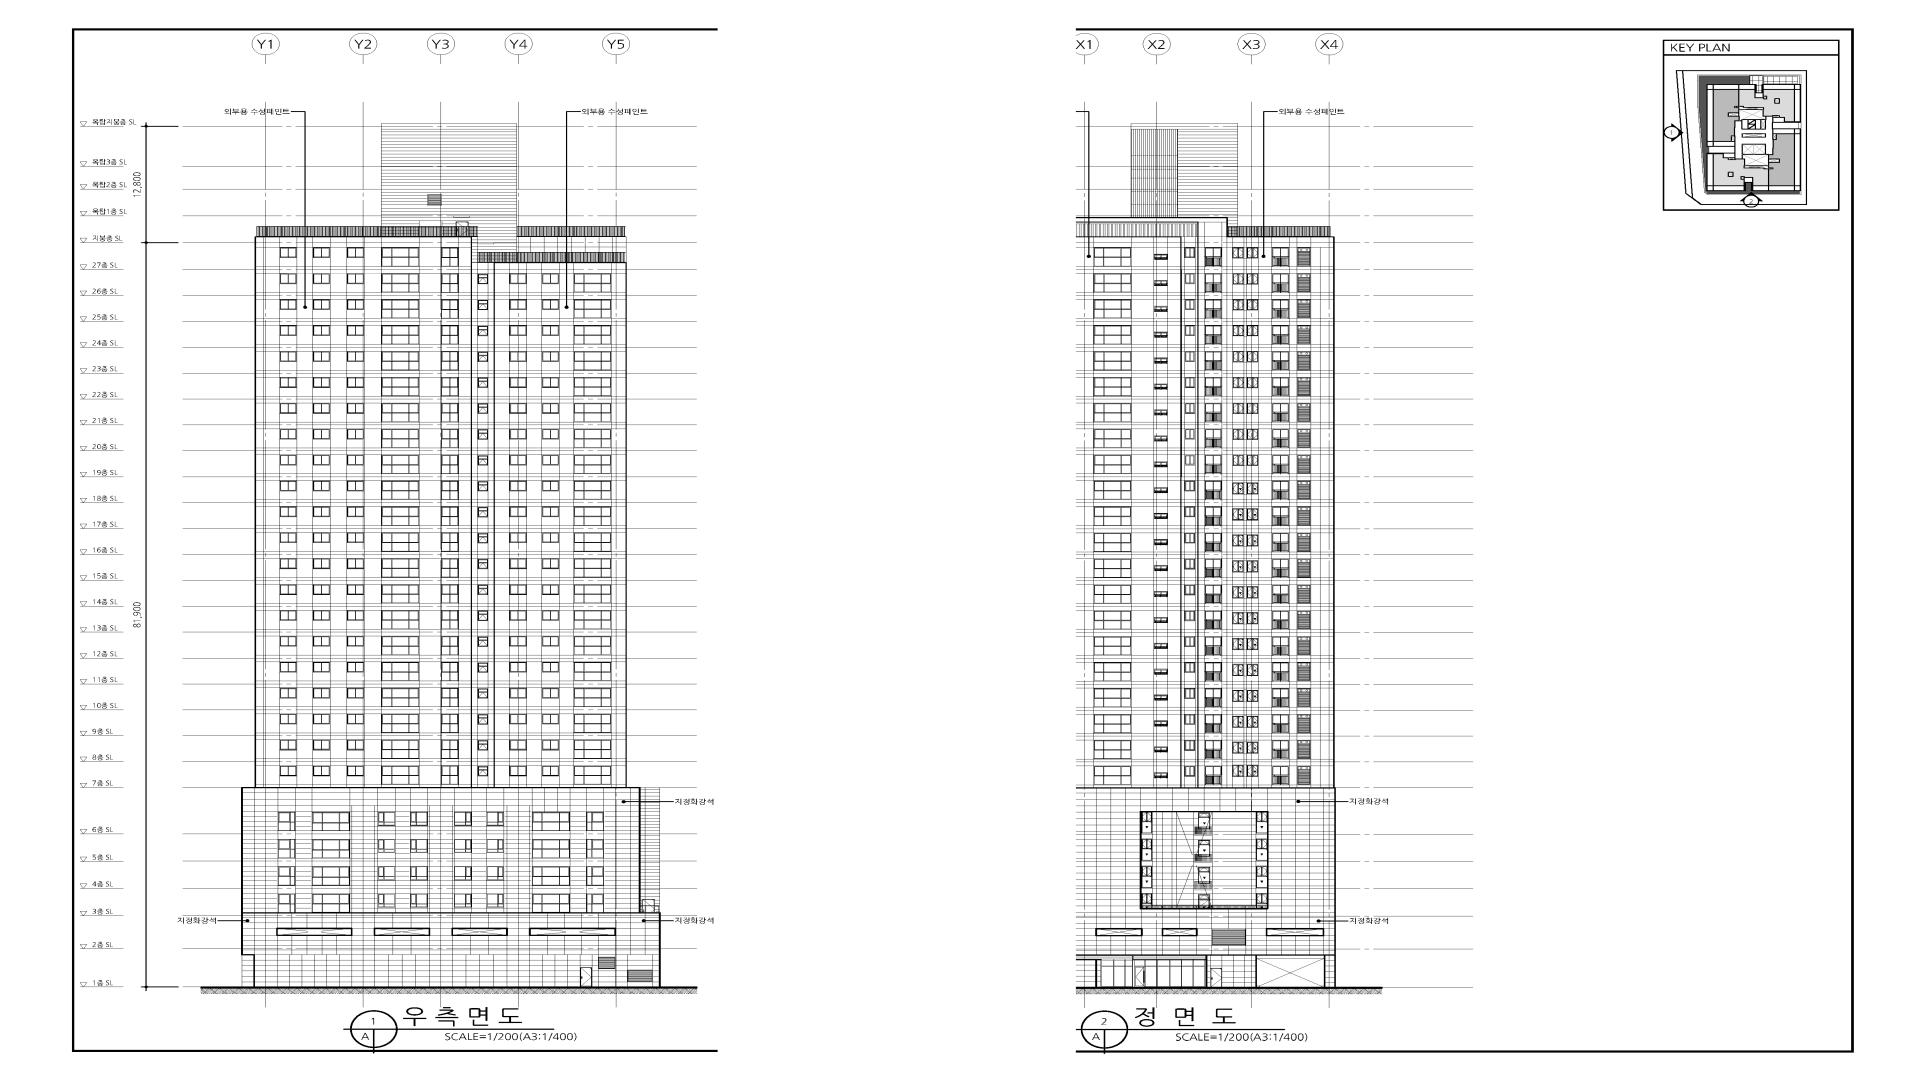 Y1 Y2 Y3 Y4 Y5
X1 X2 X3 X4
KEY PLAN
외부용 수성페인트
외부용 수성페인트
외부용 수성페인트
옥탑지붕층 SL
옥탑3층 SL
옥탑2층 SL
옥탑1층 SL
지붕층 SL
27층 SL
26층 SL
25층 SL
24층 SL
23층 SL
22층 SL
21층 SL
20층 SL
19층 SL
18층 SL
17층 SL
16층 SL
15층 SL
14층 SL
13층 SL
12층 SL
11층 SL
10층 SL
9층 SL
8층 SL
7층 SL
6층 SL
5층 SL
4층 SL
3층 SL
2층 SL
1층 SL
12,800
81,900
지정화강석
지정화강석
지정화강석
지정화강석
지정화강석
1
A
우측면도
SCALE=1/200(A3:1/400)
2
A
정면도
SCALE=1/200(A3:1/400)
1
2